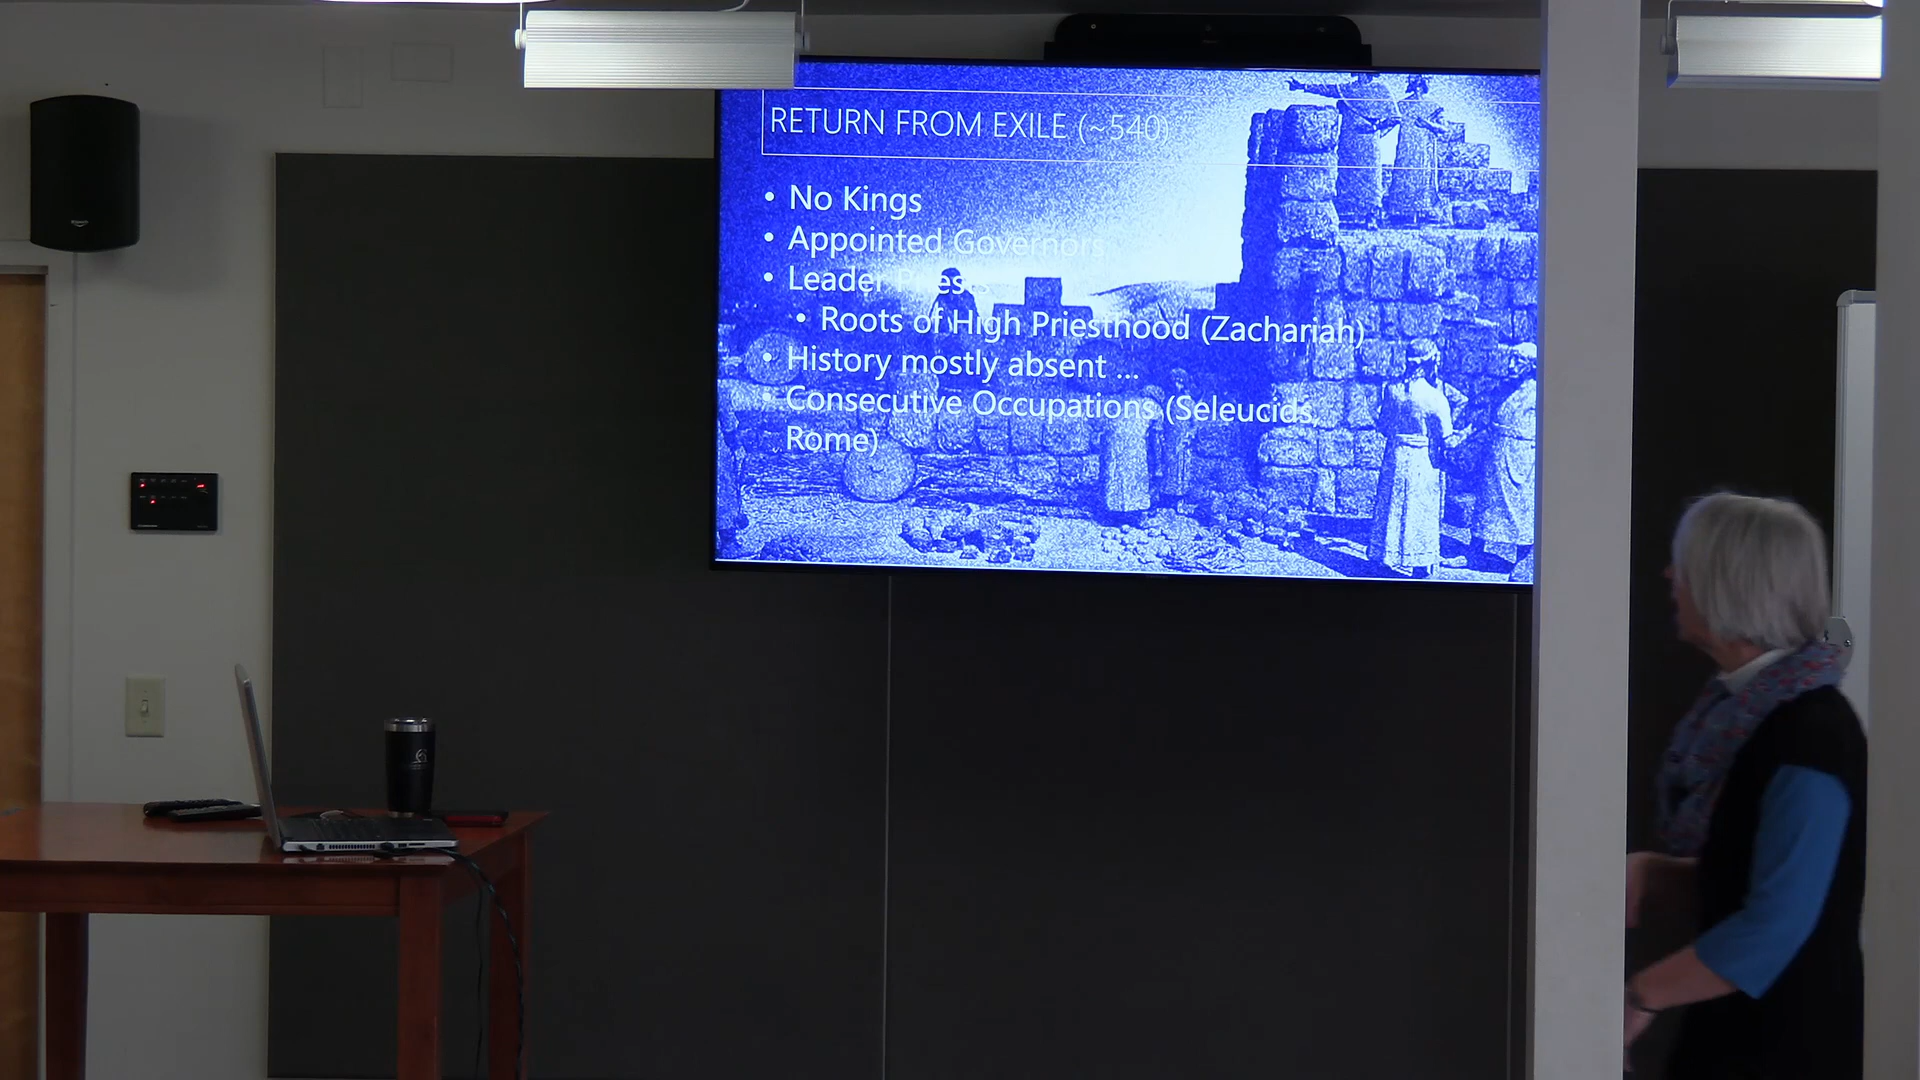 RETURN FROM EXILE (~540)
• No Kings
• Appointed Governors
• Leader Priests
• Roots of High Priesthood (Zachariah)
• History mostly absent ...
• Consecutive Occupations (Seleucids,
Rome)